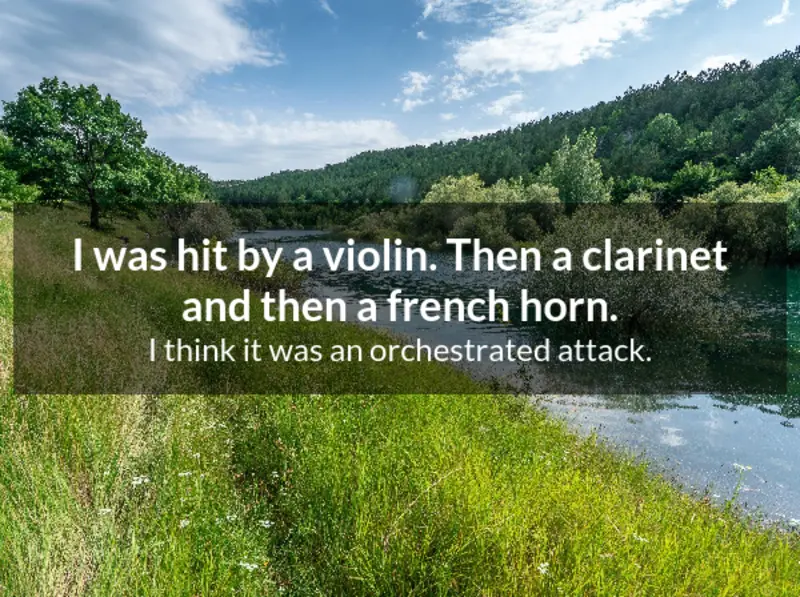 I was hit by a violin. Then a clarinet
and then a french horn.
I think it was an orchestrated attack.